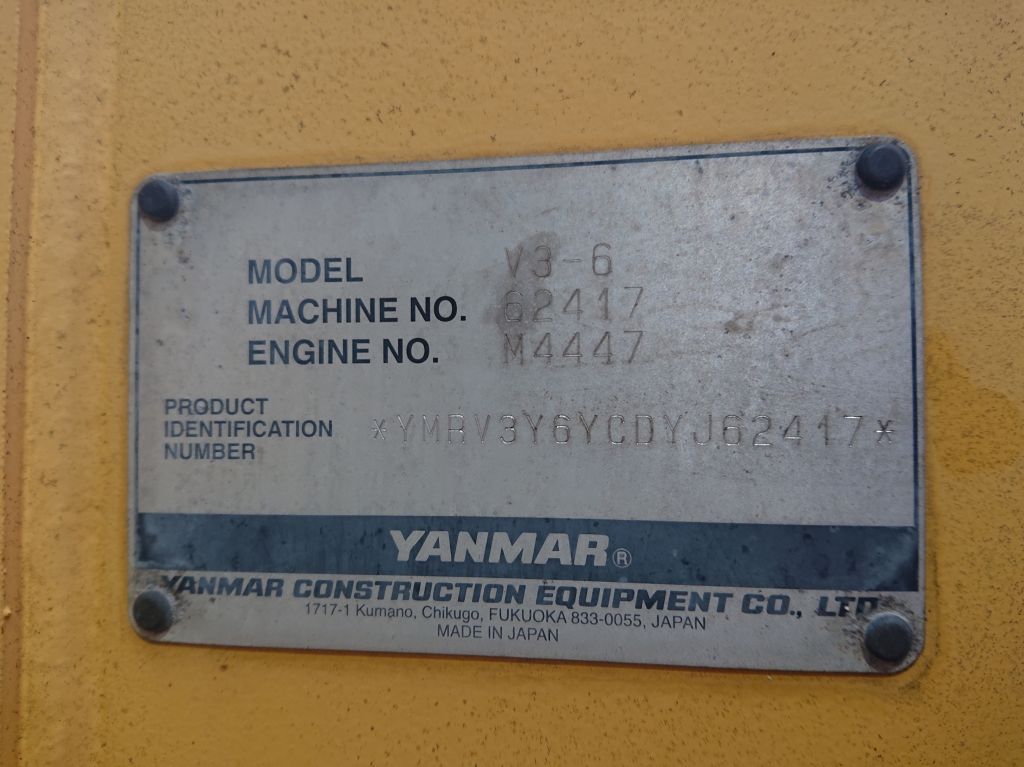 MODEL V3-6
MACHINE NO. 62417
ENGINE NO. M4447
PRODUCT
IDENTIFICATION
NUMBER
*YMRV3Y6YCDYJ62417*
YANMAR®
YANMAR CONSTRUCTION EQUIPMENT CO., LTD.
1717-1 Kumano, Chikugo, FUKUOKA 833-0055, JAPAN
MADE IN JAPAN